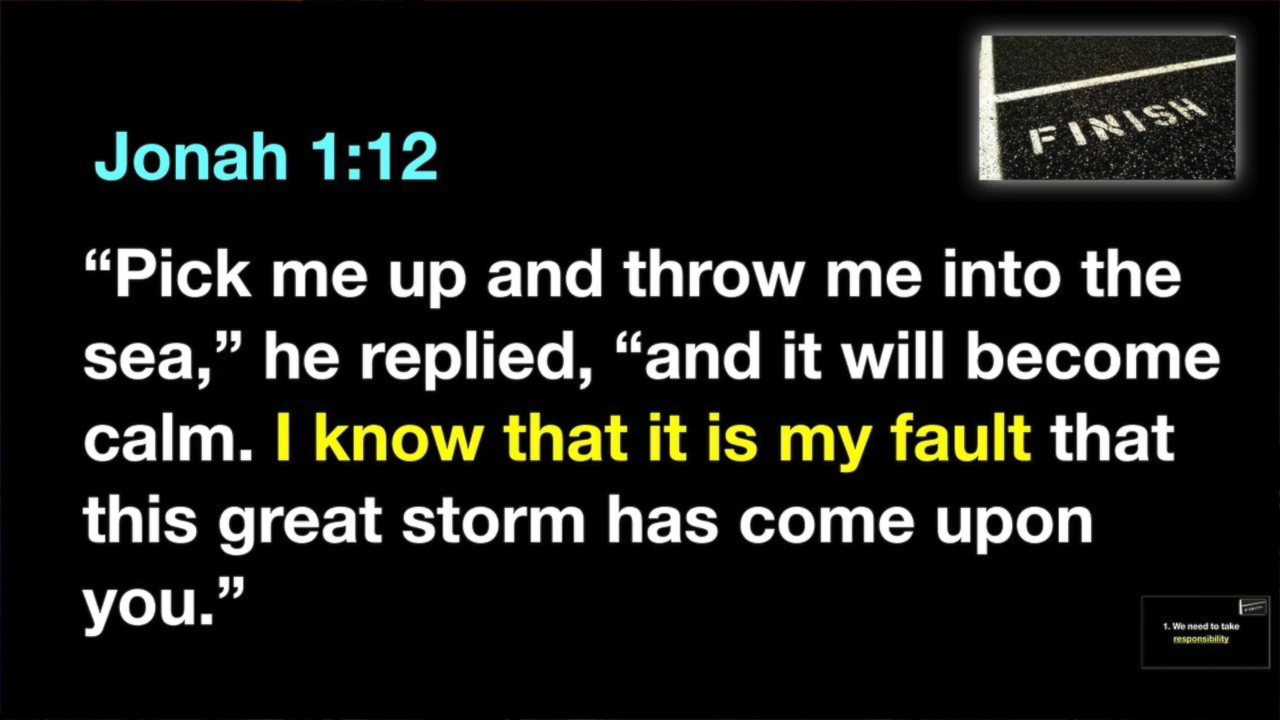 FINISH
Jonah 1:12
“Pick me up and throw me into the
sea,” he replied, “and it will become
calm. I know that it is my fault that
this great storm has come upon
you.”
1. We need to take
responsibility